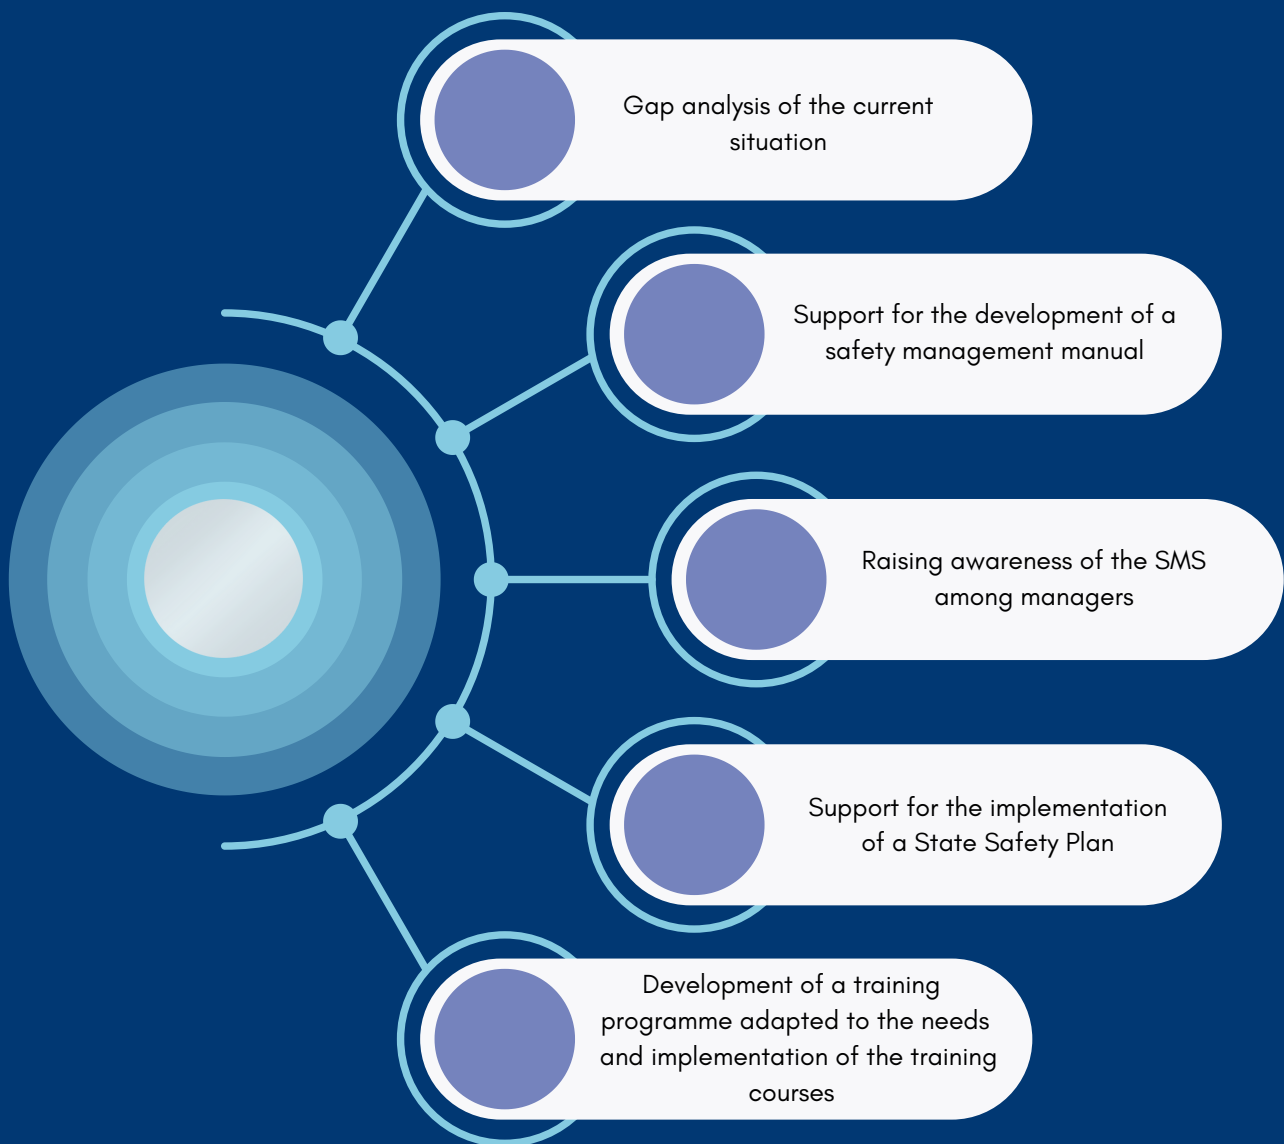 Gap analysis of the current
situation
Support for the development of a
safety management manual
Raising awareness of the SMS
among managers
Support for the implementation
of a State Safety Plan
Development of a training
programme adapted to the needs
and implementation of the training
courses